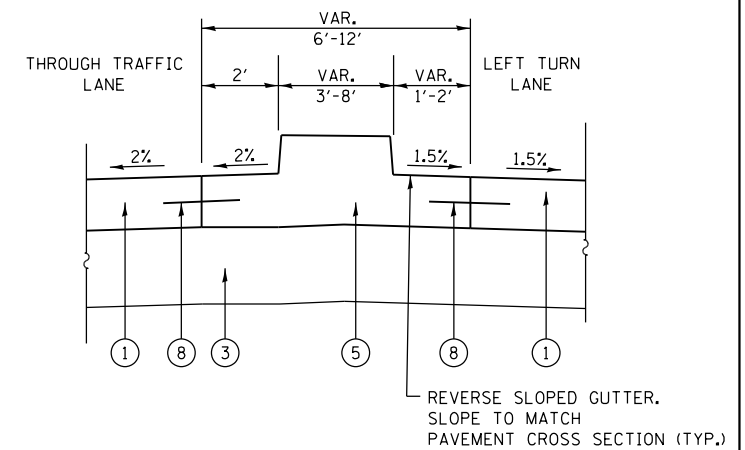 VAR.
6'-12'
THROUGH TRAFFIC
LANE
2'
VAR.
3'-8'
VAR.
1'-2'
LEFT TURN
LANE
2%
2%
1.5%
1.5%
1
8
3
5
8
1
REVERSE SLOPED GUTTER.
SLOPE TO MATCH
PAVEMENT CROSS SECTION (TYP.)